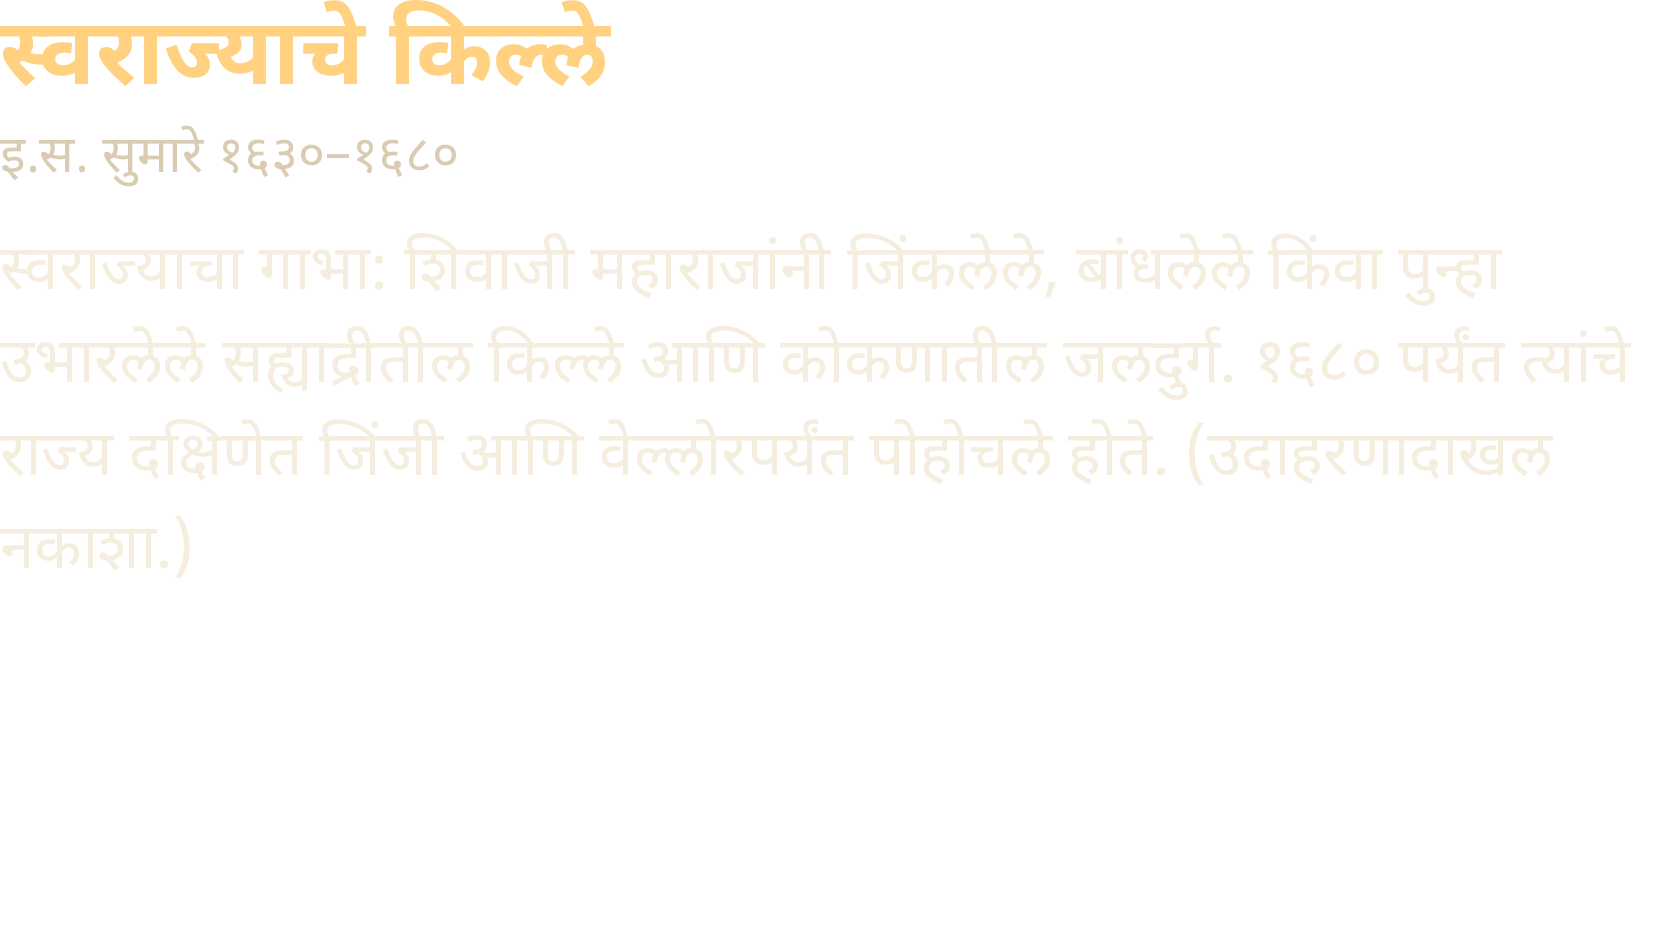 स्वराज्याचे किल्ले
इ.स. सुमारे १६३०–१६८०
स्वराज्याचा गाभा: शिवाजी महाराजांनी जिंकलेले, बांधलेले किंवा पुन्हा
उभारलेले सह्याद्रीतील किल्ले आणि कोकणातील जलदुर्ग. १६८० पर्यंत त्यांचे
राज्य दक्षिणेत जिंजी आणि वेल्लोरपर्यंत पोहोचले होते. (उदाहरणादाखल
नकाशा.)